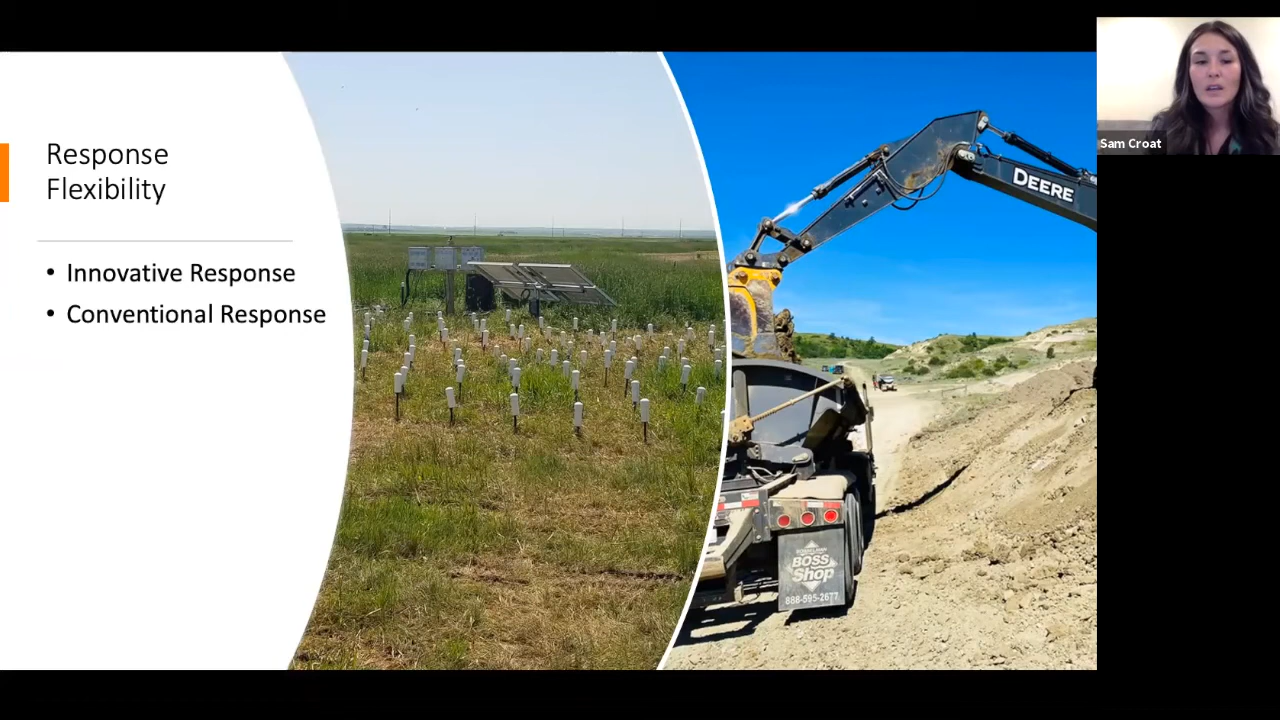 Response
Flexibility
• Innovative Response
• Conventional Response
DEERE
BOSS
Shop
888-595-2677
Sam Croat